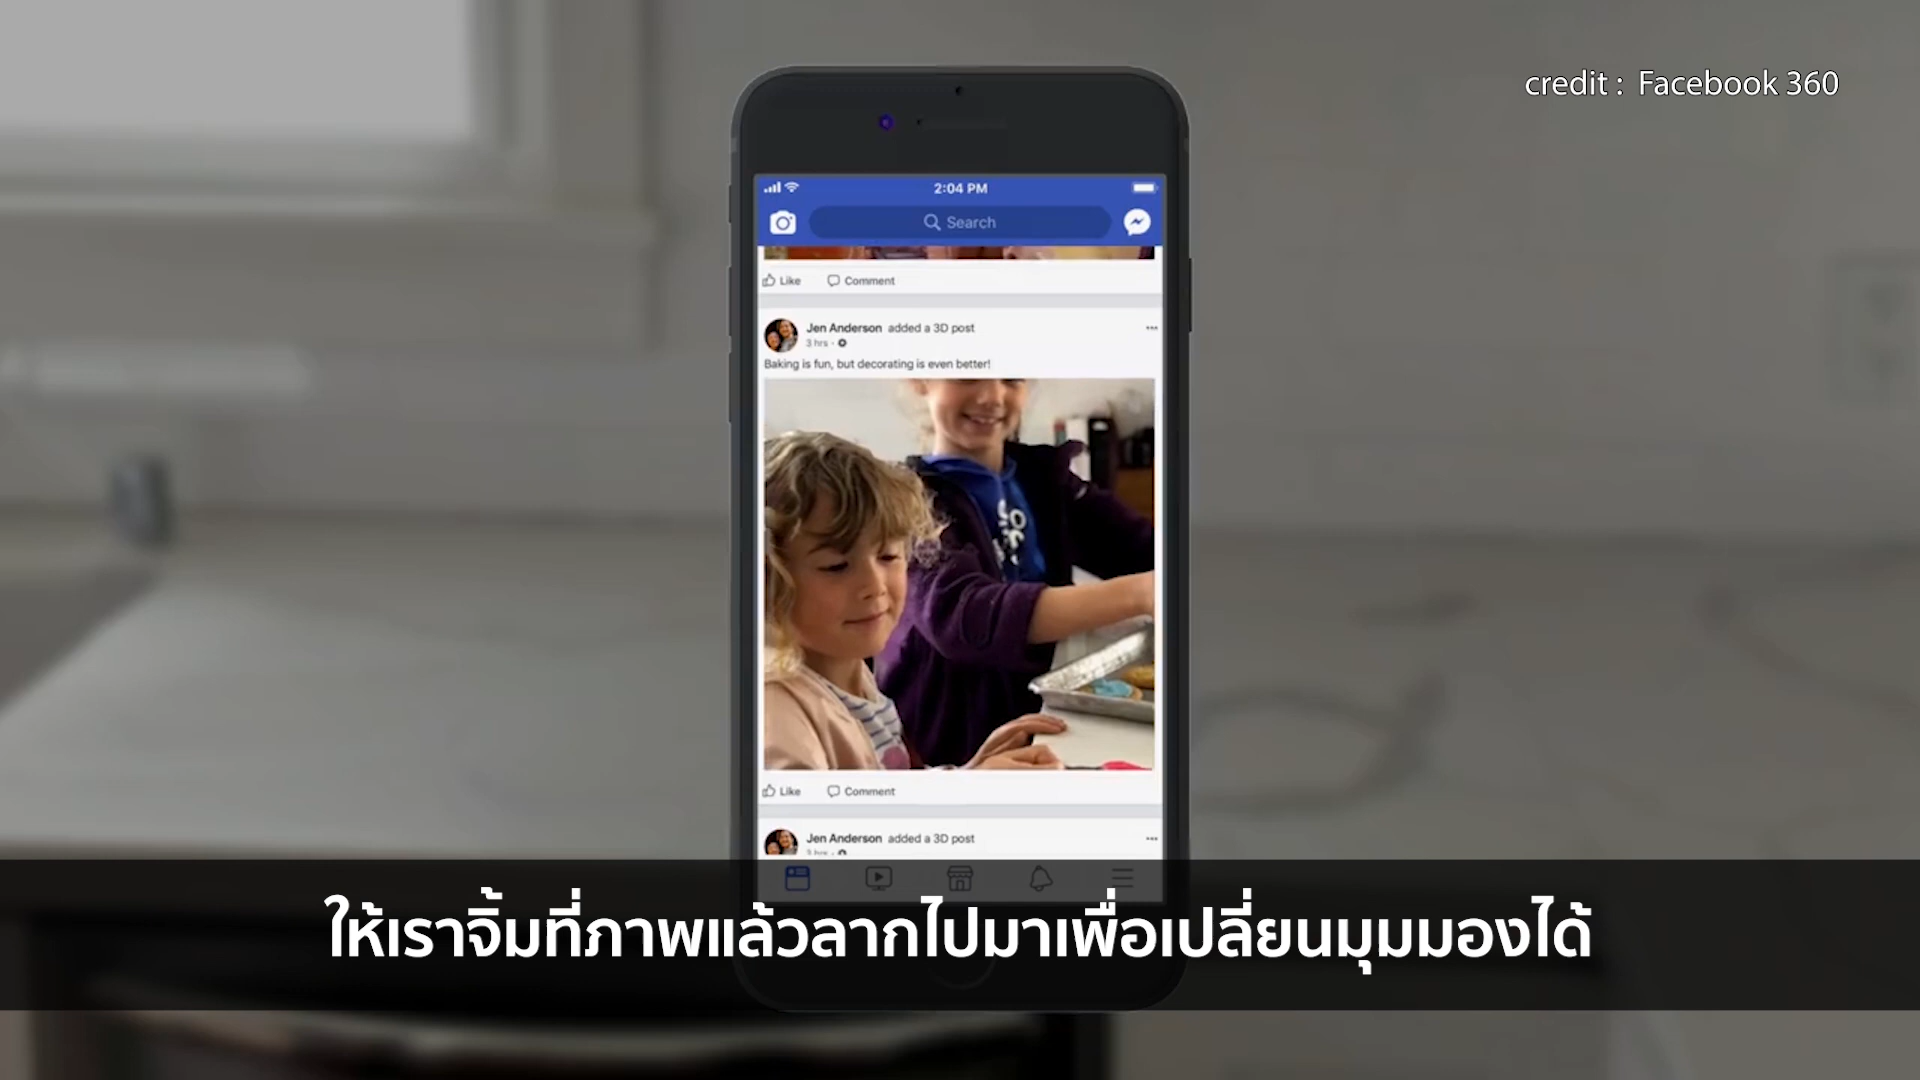 credit : Facebook 360
2:04 PM
Search
Like Comment
Jen Anderson added a 3D post
3 hrs
Baking is fun, but decorating is even better!
Like Comment
Jen Anderson added a 3D post
3 hrs
ให้เราจิ้มที่ภาพแล้วลากไปมาเพื่อเปลี่ยนมุมมองได้